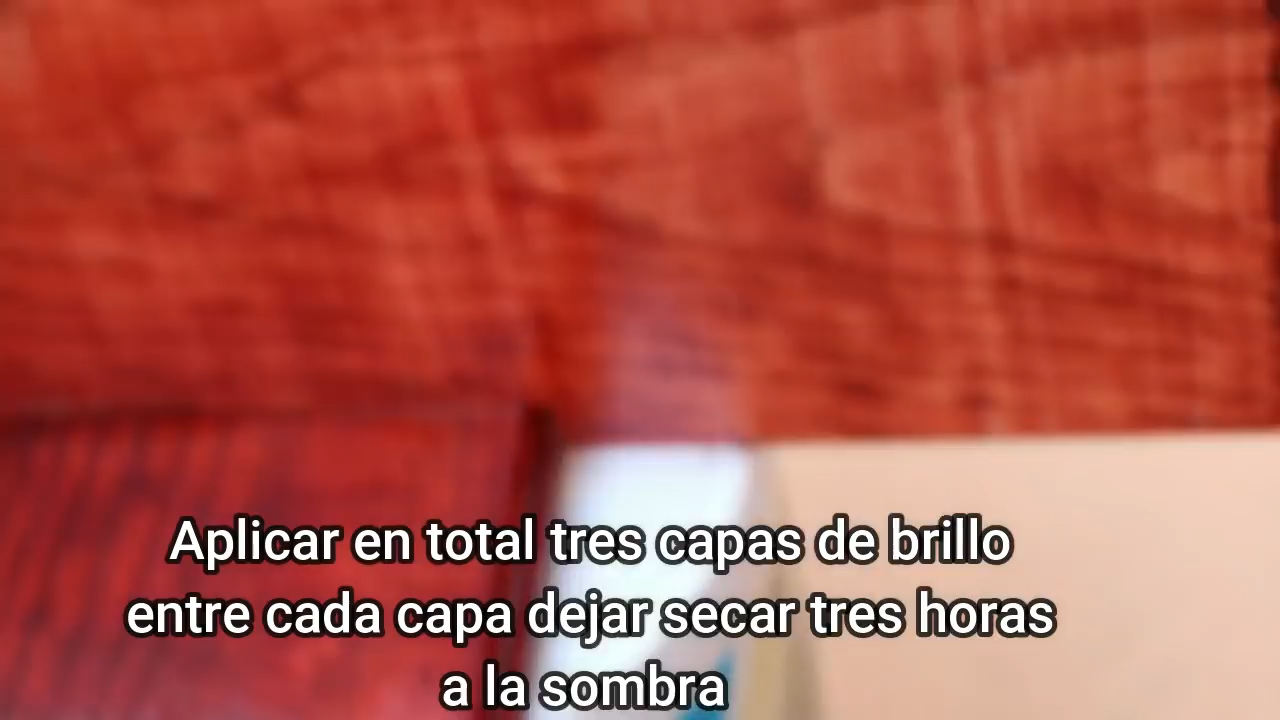 Aplicar en total tres capas de brillo
entre cada capa dejar secar tres horas
a la sombra